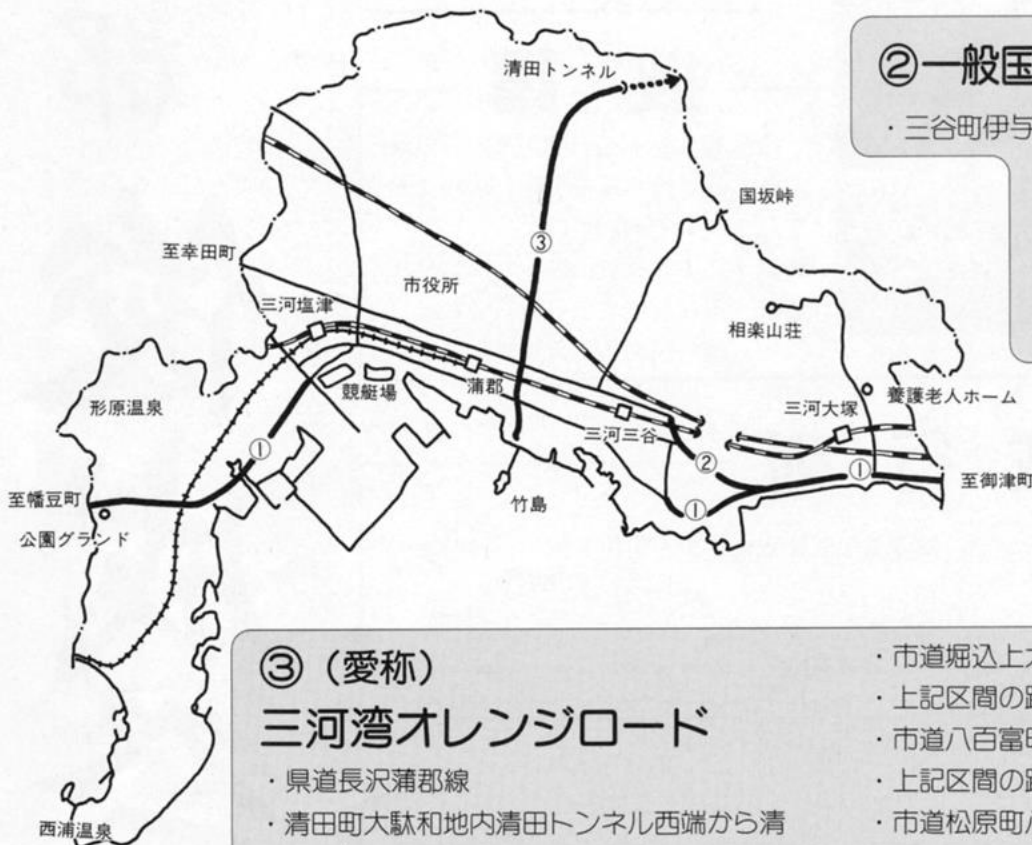 清田トンネル
②一般国
・三谷町伊与
国坂峠
③
至幸田町
市役所
三河塩津
相楽山荘
競艇場
蒲郡
養護老人ホーム
三河大塚
形原温泉
三河三谷
①
②
①
至幡豆町
至御津町
竹島
①
公園グランド
③（愛称）
三河湾オレンジロード
・県道長沢蒲郡線
・清田町大駄和地内清田トンネル西端から清
・市道堀込上
・上記区間の
・市道八百富
・上記区間の
・市道松原町
西浦温泉